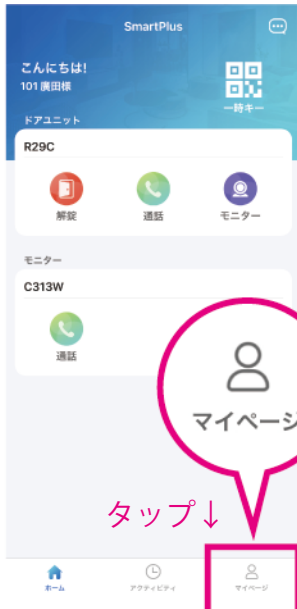 SmartPlus
こんにちは!
101 廣田様
一時キー
ドアユニット
R29C
解錠
通話
モニター
モニター
C313W
通話
マイページ
タップ↓
ホーム
アクティビティ
マイページ